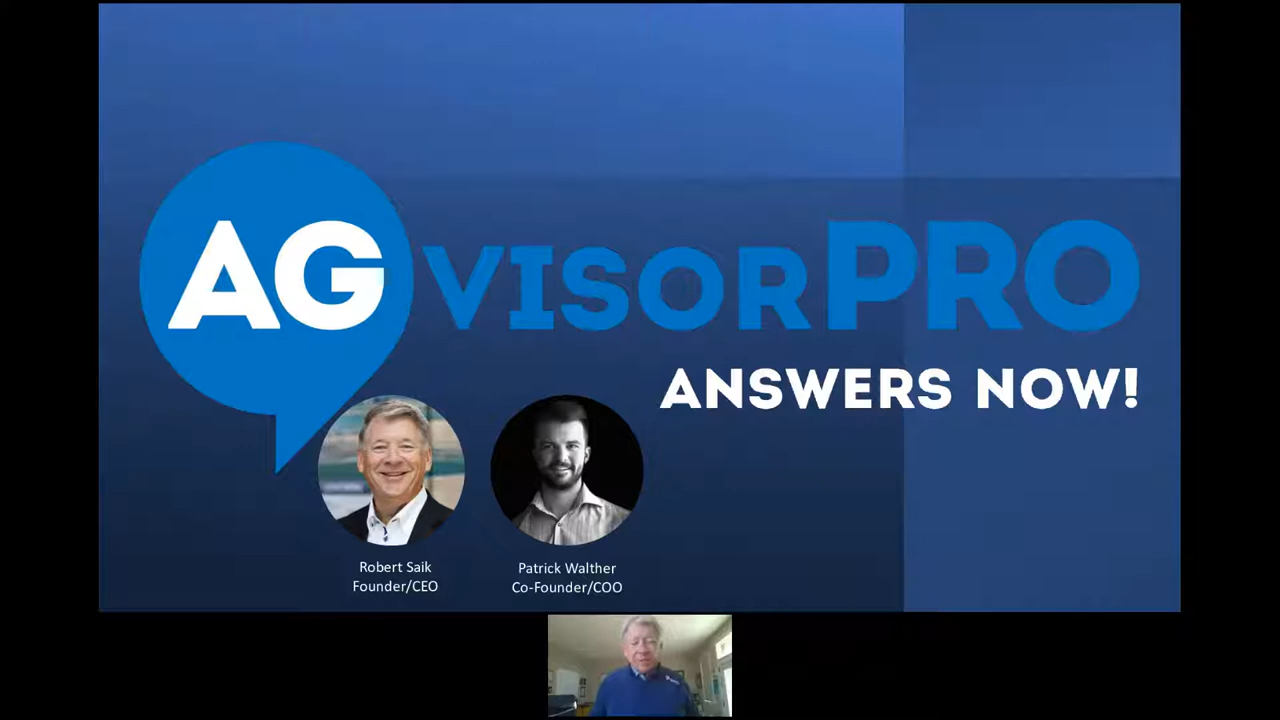 AGVISORPRO
ANSWERS NOW!
Robert Saik
Founder/CEO
Patrick Walther
Co-Founder/COO